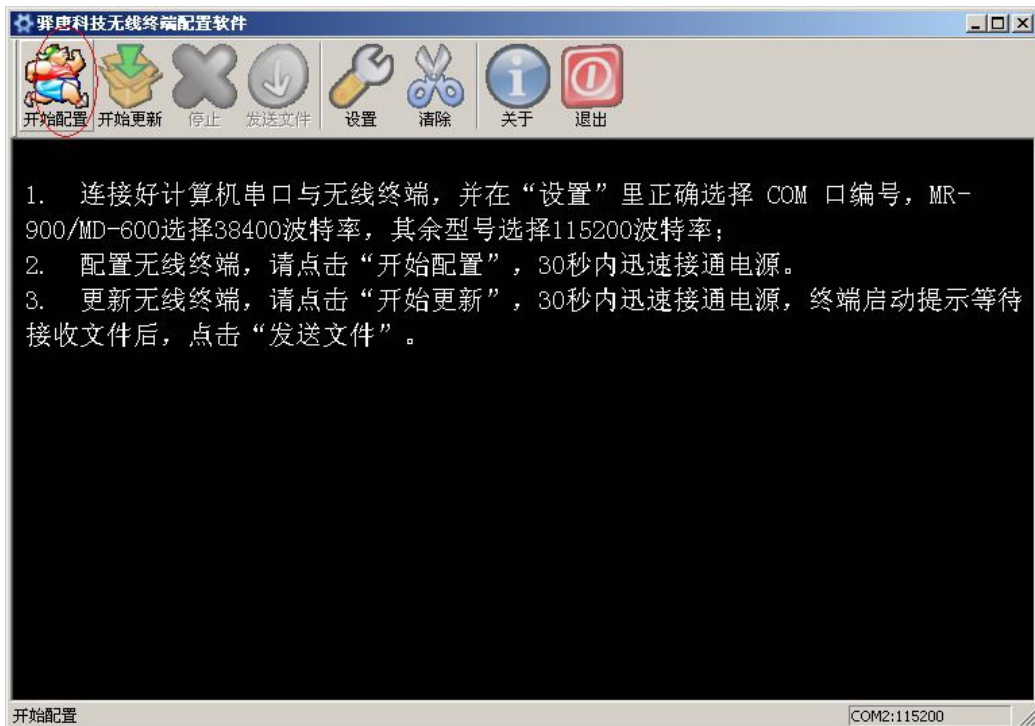 驿唐科技无线终端配置软件
开始配置 开始更新 停止 发送文件 设置 清除 关于 退出
1. 连接好计算机串口与无线终端，并在“设置”里正确选择 COM 口编号，MR-
900/MD-600选择38400波特率，其余型号选择115200波特率；
2. 配置无线终端，请点击“开始配置”，30秒内迅速接通电源。
3. 更新无线终端，请点击“开始更新”，30秒内迅速接通电源，终端启动提示等待
接收文件后，点击“发送文件”。
开始配置 COM2:115200